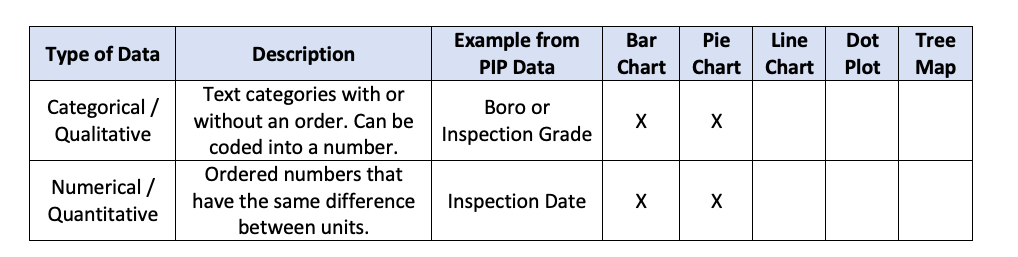 Type of Data Description Example from PIP Data Bar Chart Pie Chart Line Chart Dot Plot Tree Map
Categorical / Qualitative
Text categories with or
without an order. Can be
coded into a number.
Boro or
Inspection Grade
X X
Numerical / Quantitative
Ordered numbers that
have the same difference
between units.
Inspection Date
X X